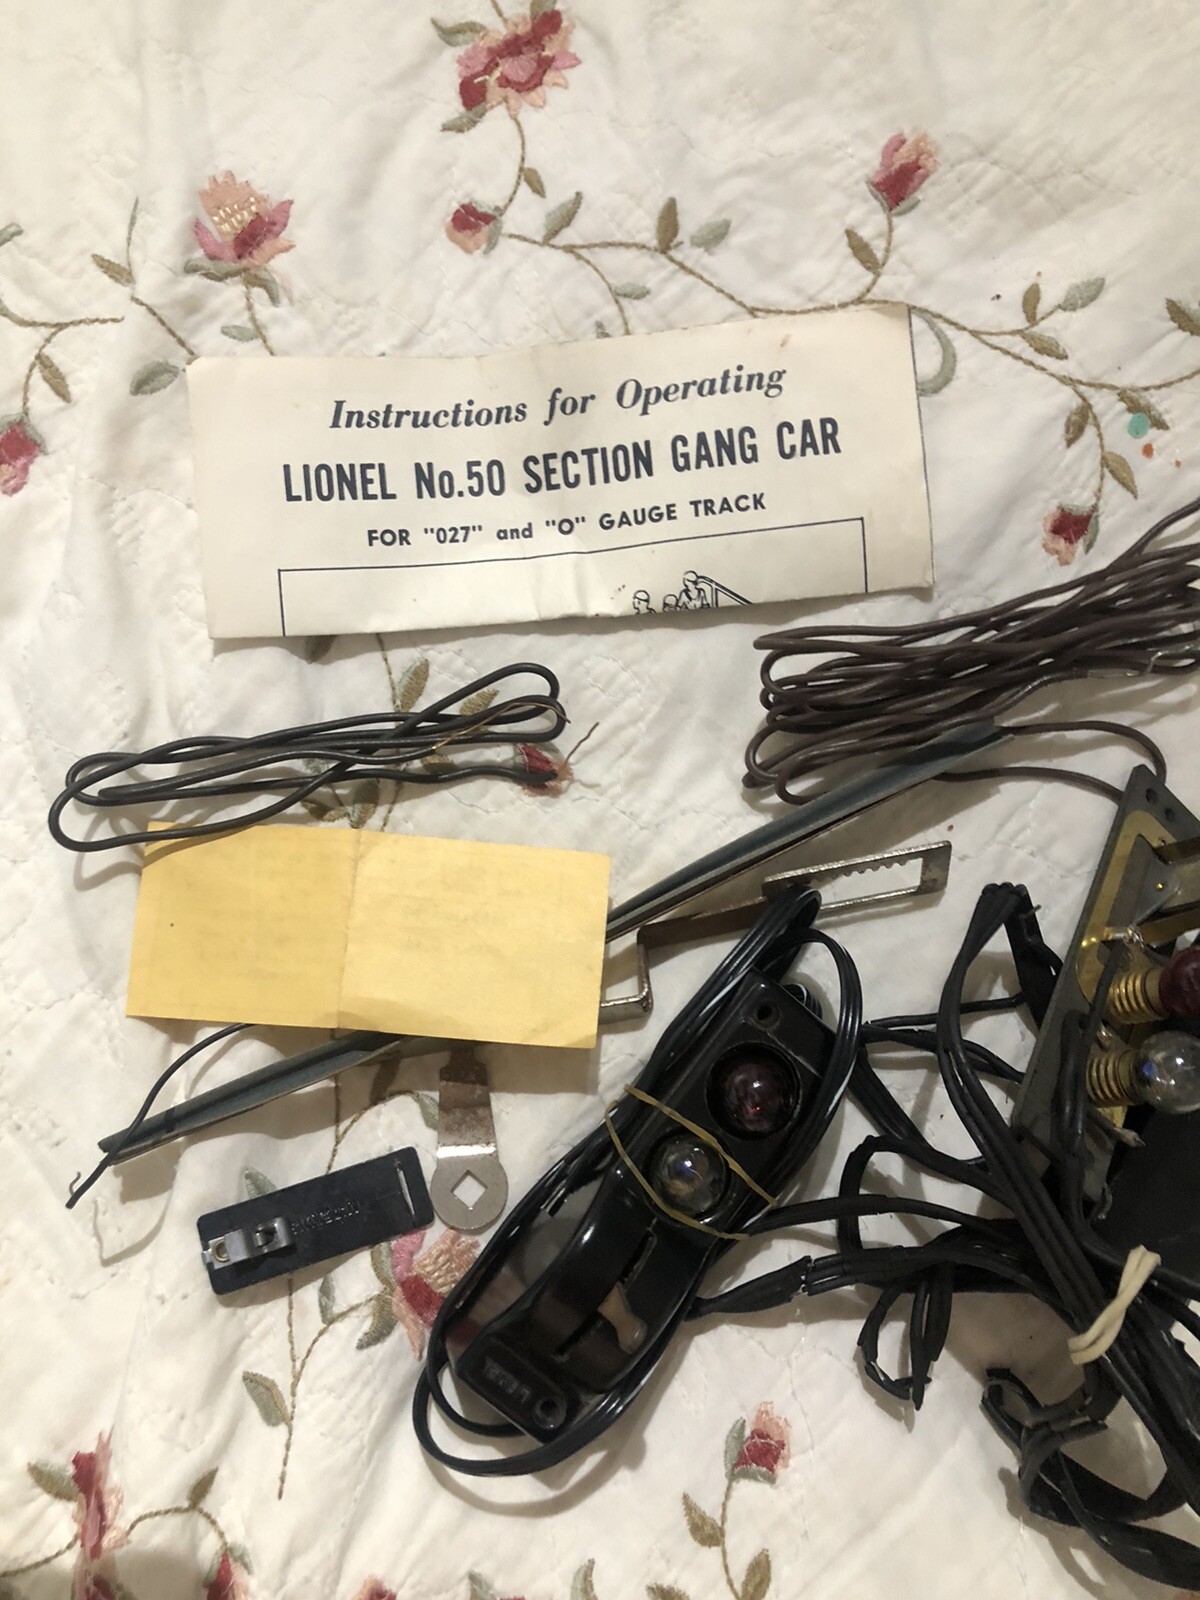 Instructions for Operating
LIONEL No.50 SECTION GANG CAR
FOR "027" and "O" GAUGE TRACK